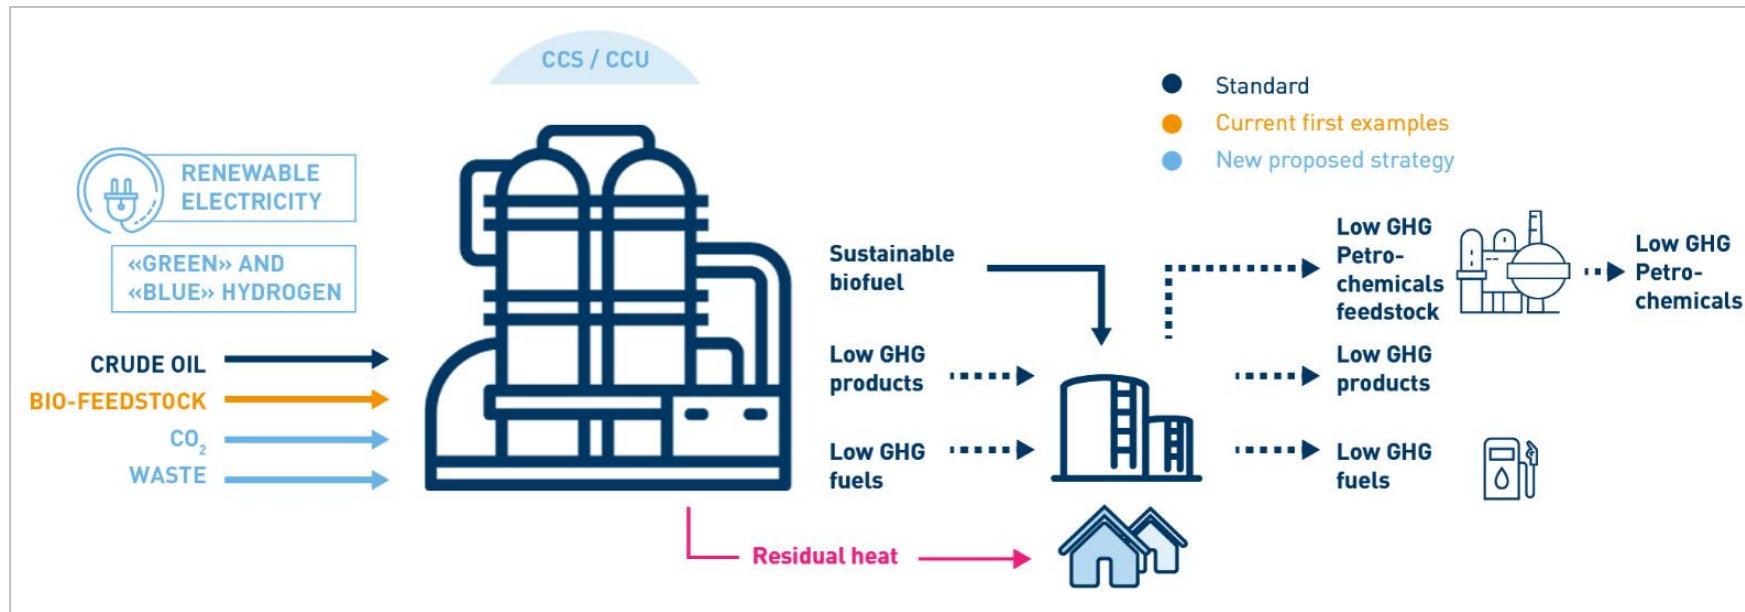 CCS / CCU
Standard
Current first examples
New proposed strategy
RENEWABLE
ELECTRICITY
«GREEN» AND
«BLUE» HYDROGEN
CRUDE OIL
BIO-FEEDSTOCK
CO₂
WASTE
Sustainable
biofuel
Low GHG
products
Low GHG
fuels
Residual heat
Low GHG
Petro-
chemicals
feedstock
Low GHG
Petro-
chemicals
Low GHG
products
Low GHG
fuels